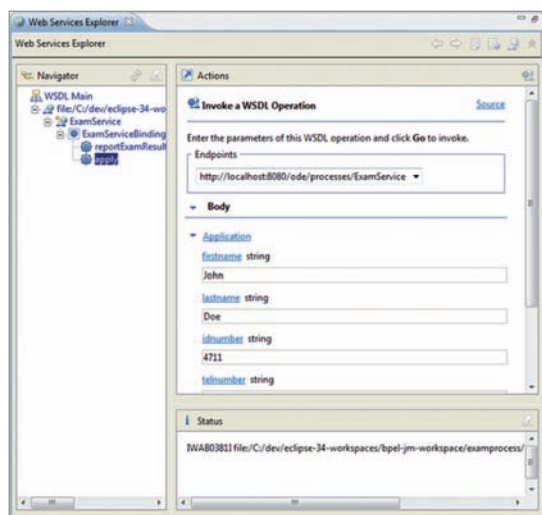 Web Services Explorer
Web Services Explorer
Navigator
WSDL Main
file:/C:/dev/eclipse-34-wo
ExamService
ExamServiceBinding
reportExamResult
apply
Actions
Invoke a WSDL Operation
Source
Enter the parameters of this WSDL operation and click Go to invoke.
Endpoints
http://localhost:8080/ode/processes/ExamService
Body
Application
firstname string
John
lastname string
Doe
idnumber string
4711
telnumber string
Status
IWAB0381I file:/C:/dev/eclipse-34-workspaces/bpel-jm-workspace/examprocess/